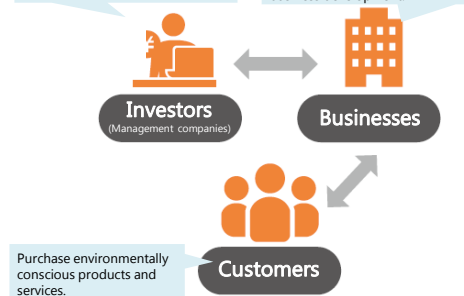 ¥
Investors
(Management companies)
Businesses
Customers
Purchase environmentally
conscious products and
services.